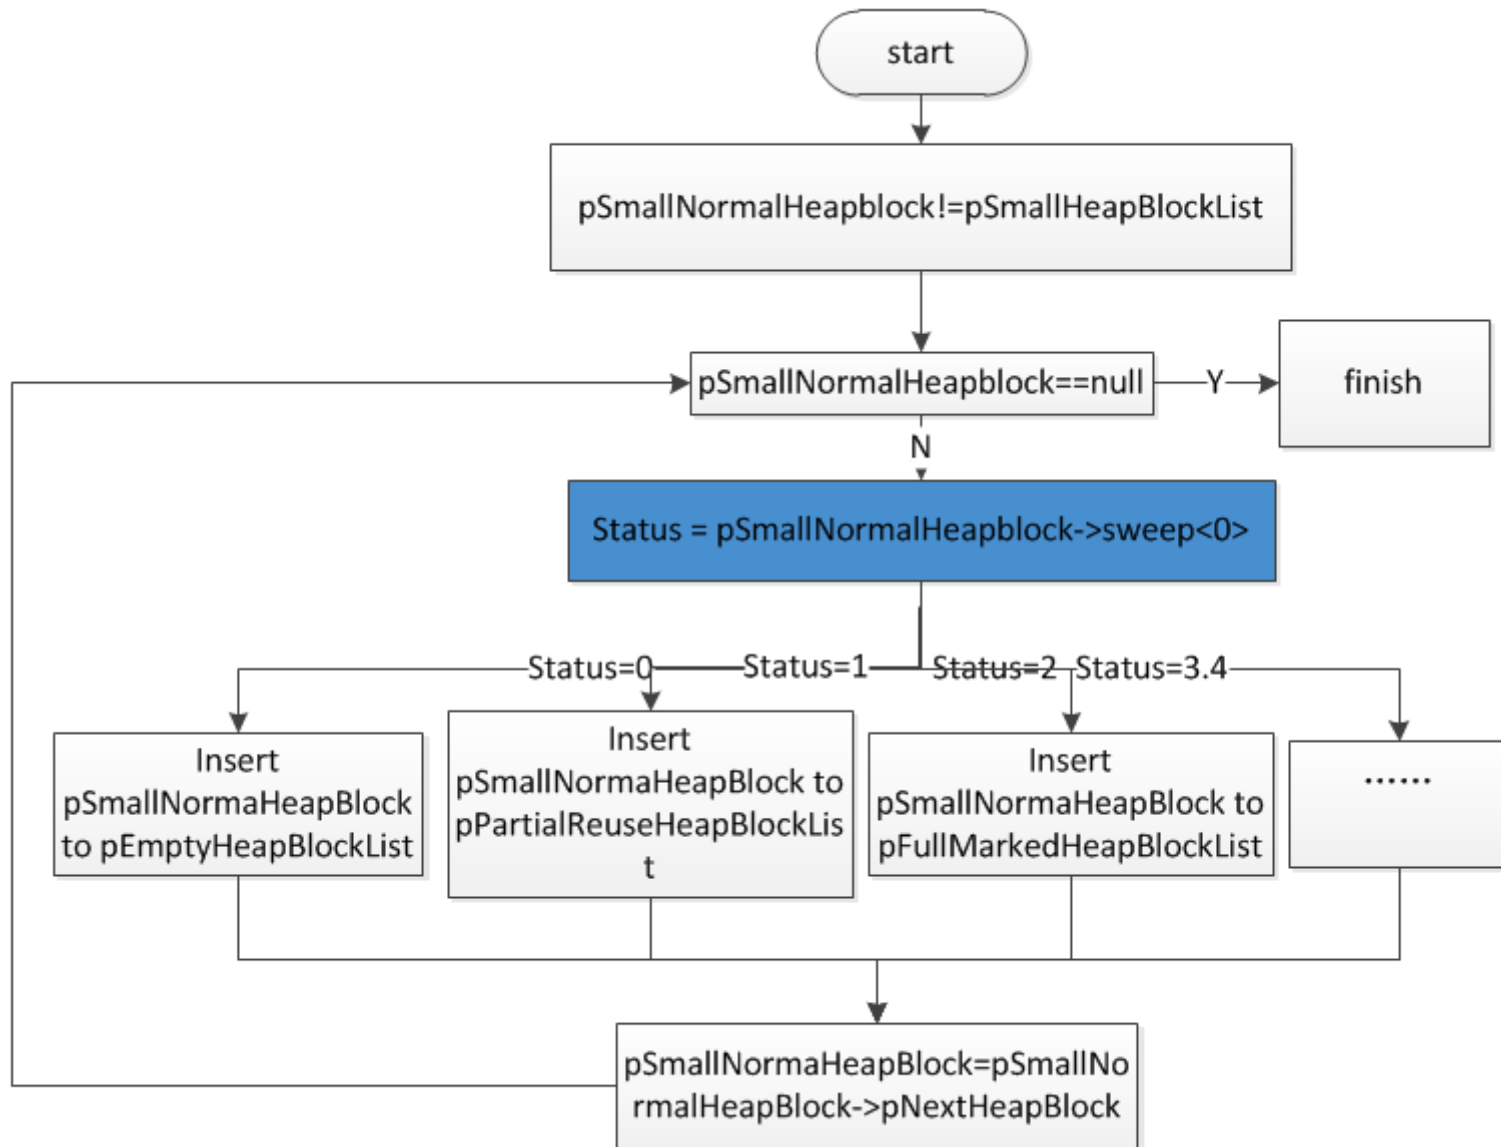 start
pSmallNormalHeapblock!=pSmallHeapBlockList
pSmallNormalHeapblock==null
Y
finish
N
Status = pSmallNormalHeapblock->sweep<0>
Status=0
Status=1
Status=2
Status=3.4
Insert
pSmallNormaHeapBlock
to pEmptyHeapBlockList
Insert
pSmallNormaHeapBlock to
pPartialReuseHeapBlockLis
t
Insert
pSmallNormaHeapBlock to
pFullMarkedHeapBlockList
......
pSmallNormaHeapBlock=pSmallNo
rmalHeapBlock->pNextHeapBlock